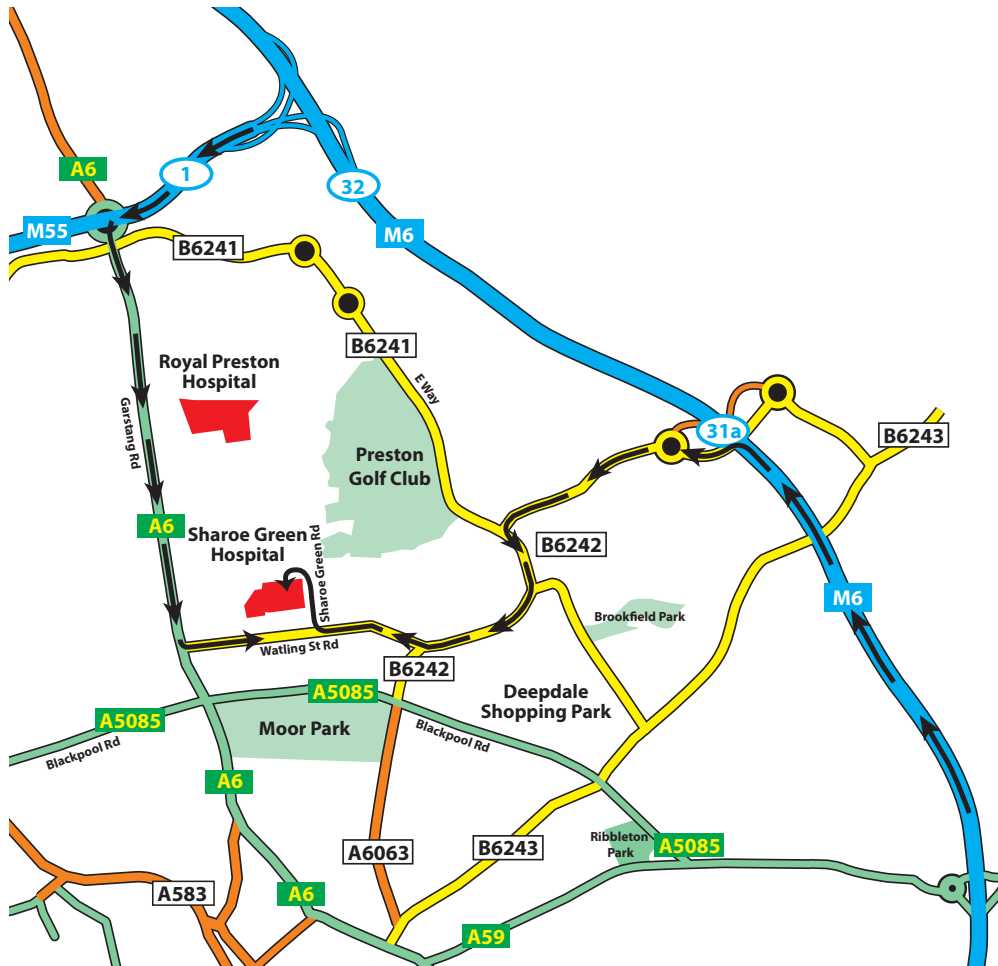 A6
1
32
M55
M6
B6241
B6241
Royal Preston
Hospital
E Way
31a
Garstang Rd
B6243
Preston
Golf Club
A6
Sharoe Green
Hospital
Sharoe Green Rd
B6242
M6
Brookfield Park
Watling St Rd
B6242
A5085
Deepdale
Shopping Park
A5085
Moor Park
Blackpool Rd
Blackpool Rd
A6
Ribbleton
Park
A5085
A6063
B6243
A583
A6
A59